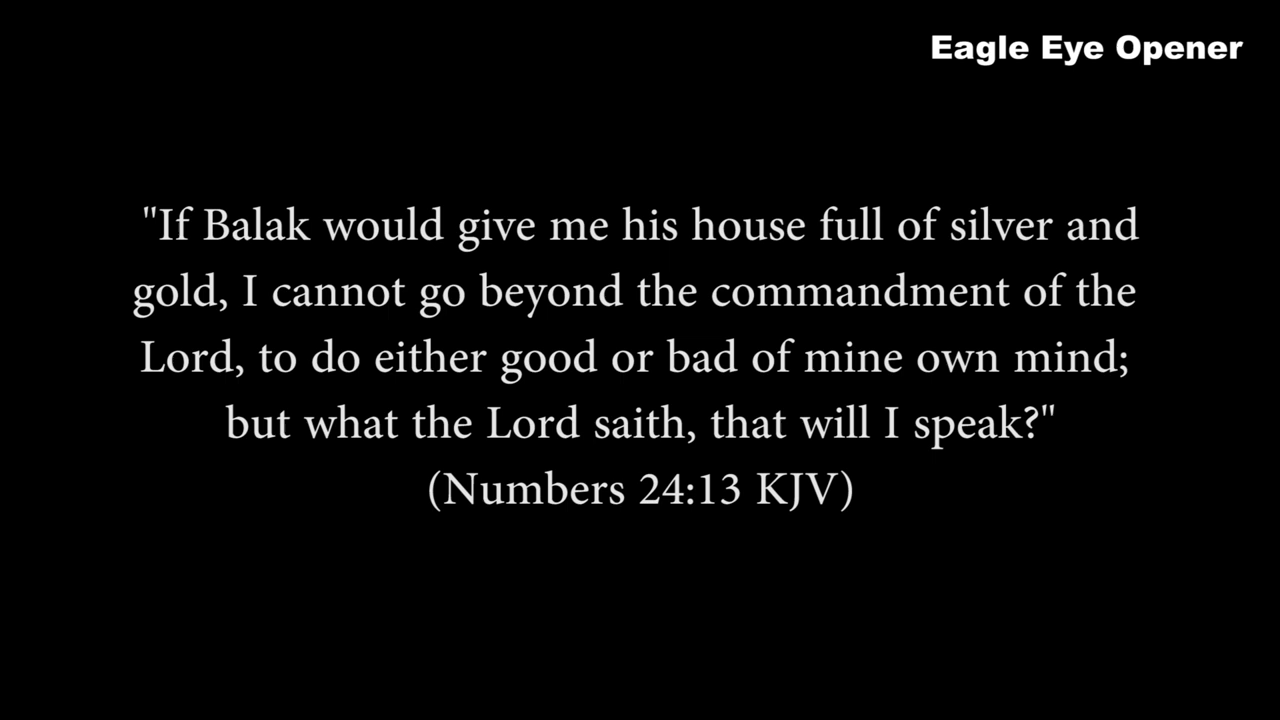 Eagle Eye Opener
"If Balak would give me his house full of silver and
gold, I cannot go beyond the commandment of the
Lord, to do either good or bad of mine own mind;
but what the Lord saith, that will I speak?"
(Numbers 24:13 KJV)